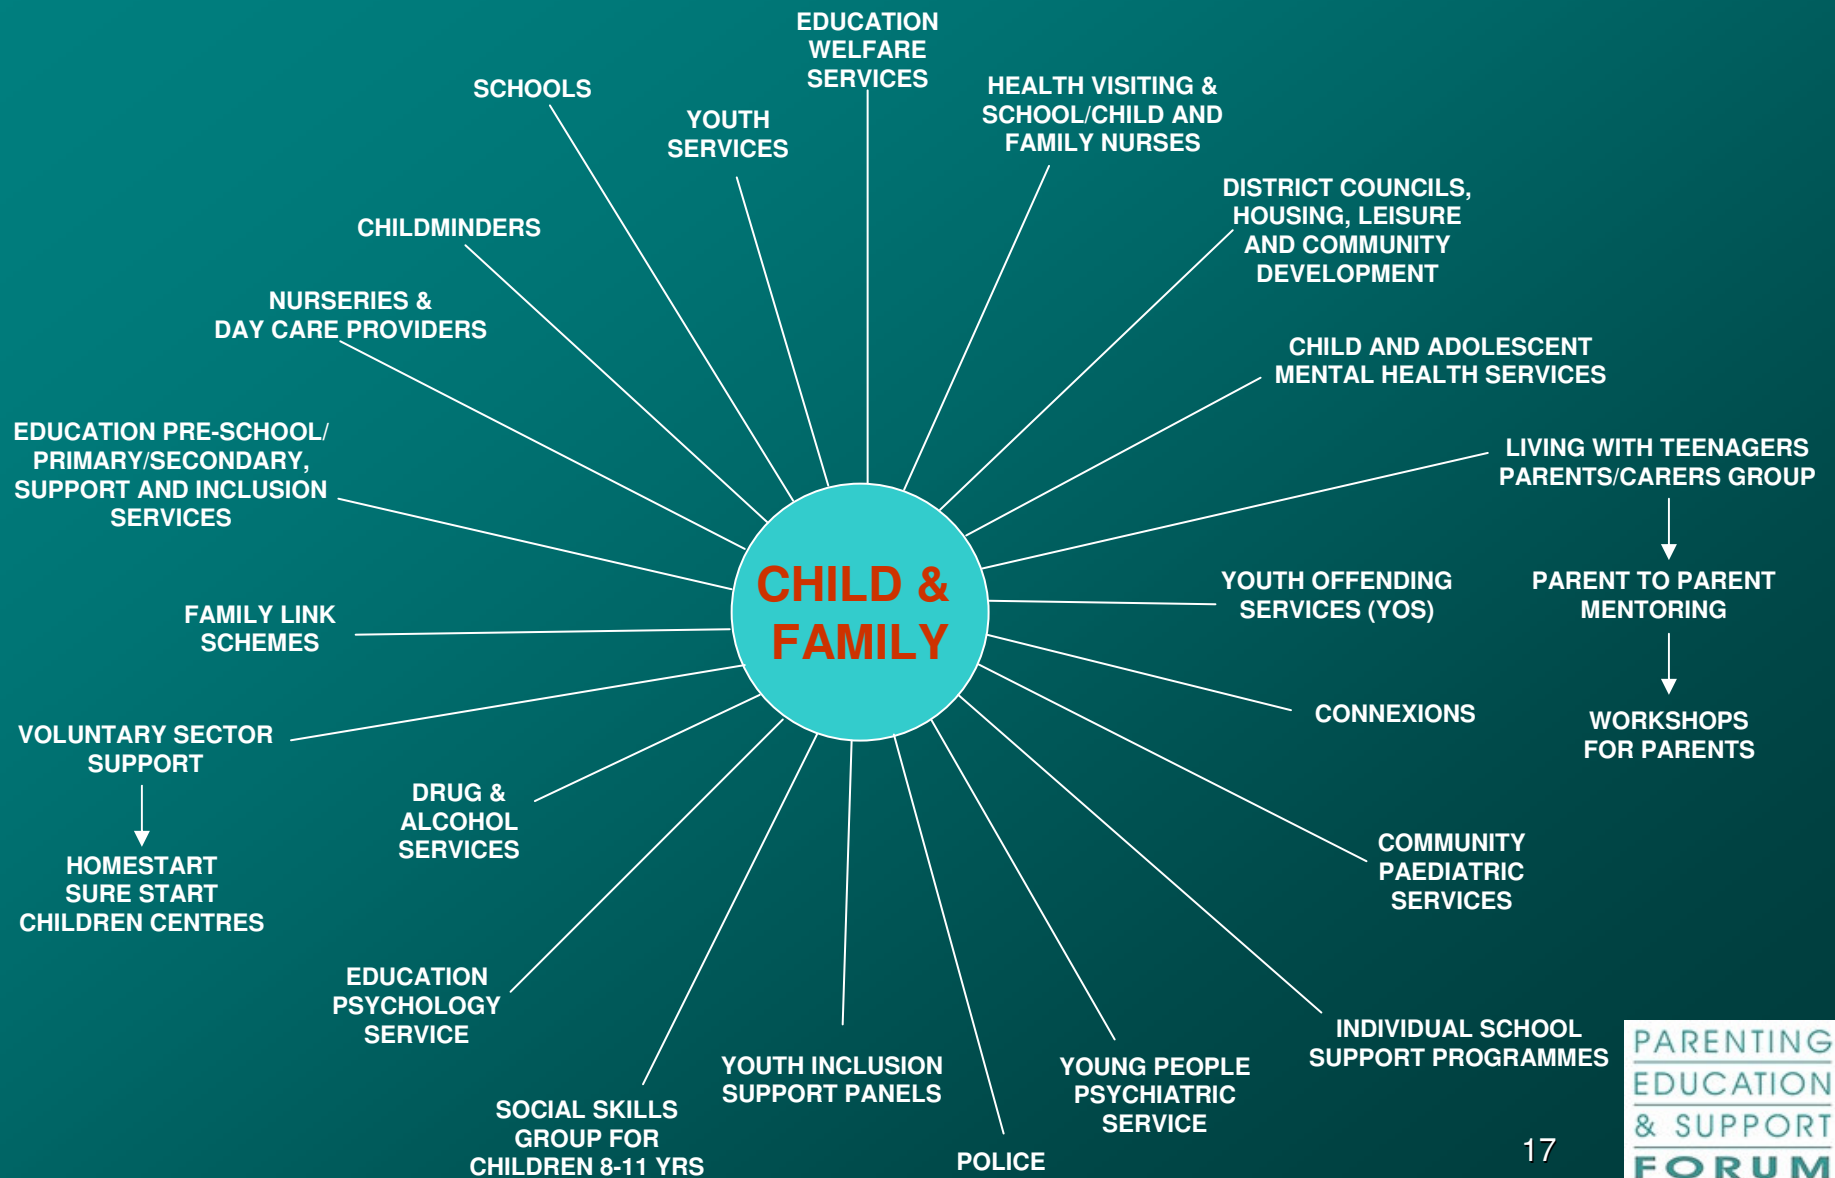 EDUCATION
WELFARE
SERVICES
SCHOOLS
YOUTH
SERVICES
HEALTH VISITING &
SCHOOL/CHILD AND
FAMILY NURSES
DISTRICT COUNCILS,
HOUSING, LEISURE
AND COMMUNITY
DEVELOPMENT
CHILDMINDERS
NURSERIES &
DAY CARE PROVIDERS
CHILD AND ADOLESCENT
MENTAL HEALTH SERVICES
EDUCATION PRE-SCHOOL/
PRIMARY/SECONDARY,
SUPPORT AND INCLUSION
SERVICES
LIVING WITH TEENAGERS
PARENTS/CARERS GROUP
CHILD &
FAMILY
YOUTH OFFENDING
SERVICES (YOS)
PARENT TO PARENT
MENTORING
FAMILY LINK
SCHEMES
CONNEXIONS
WORKSHOPS
FOR PARENTS
VOLUNTARY SECTOR
SUPPORT
DRUG &
ALCOHOL
SERVICES
HOMESTART
SURE START
CHILDREN CENTRES
COMMUNITY
PAEDIATRIC
SERVICES
EDUCATION
PSYCHOLOGY
SERVICE
INDIVIDUAL SCHOOL
SUPPORT PROGRAMMES
YOUTH INCLUSION
SUPPORT PANELS
YOUNG PEOPLE
PSYCHIATRIC
SERVICE
SOCIAL SKILLS
GROUP FOR
CHILDREN 8-11 YRS
POLICE
17
PARENTING
EDUCATION
& SUPPORT
FORUM